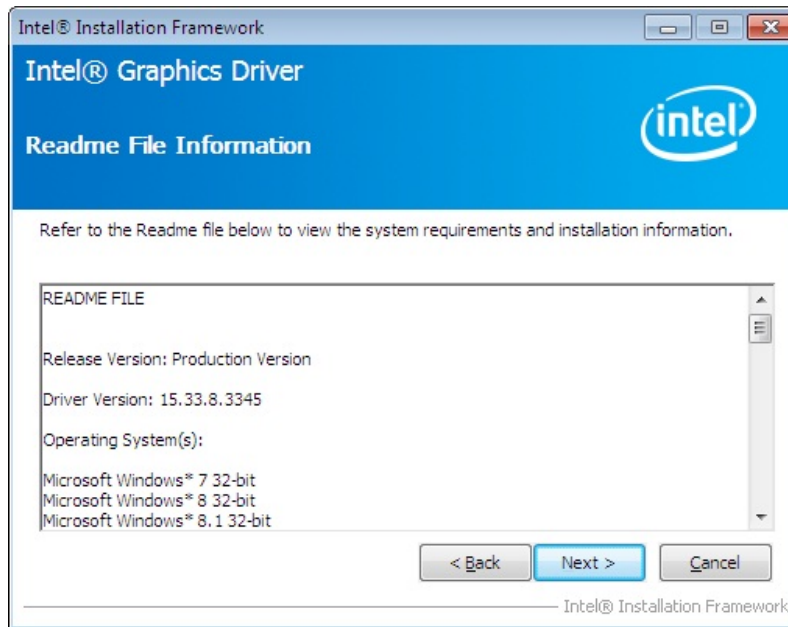 Intel® Installation Framework
Intel® Graphics Driver
intel®
Readme File Information
Refer to the Readme file below to view the system requirements and installation information.
README FILE
Release Version: Production Version
Driver Version: 15.33.8.3345
Operating System(s):
Microsoft Windows* 7 32-bit
Microsoft Windows* 8 32-bit
Microsoft Windows* 8.1 32-bit
< Back
Next >
Cancel
Intel® Installation Framework